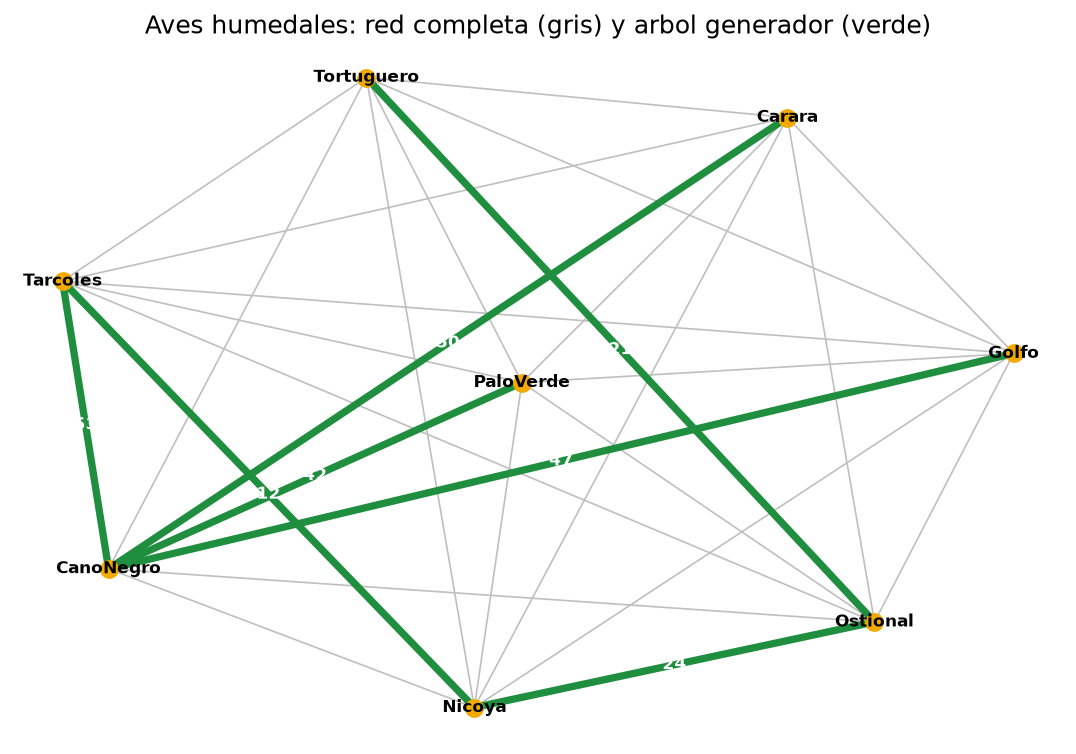 Aves humedales: red completa (gris) y arbol generador (verde)
Tortuguero
Carara
Tarcoles
Golfo
PaloVerde
47
42
12
CanoNegro
Ostional
24
Nicoya